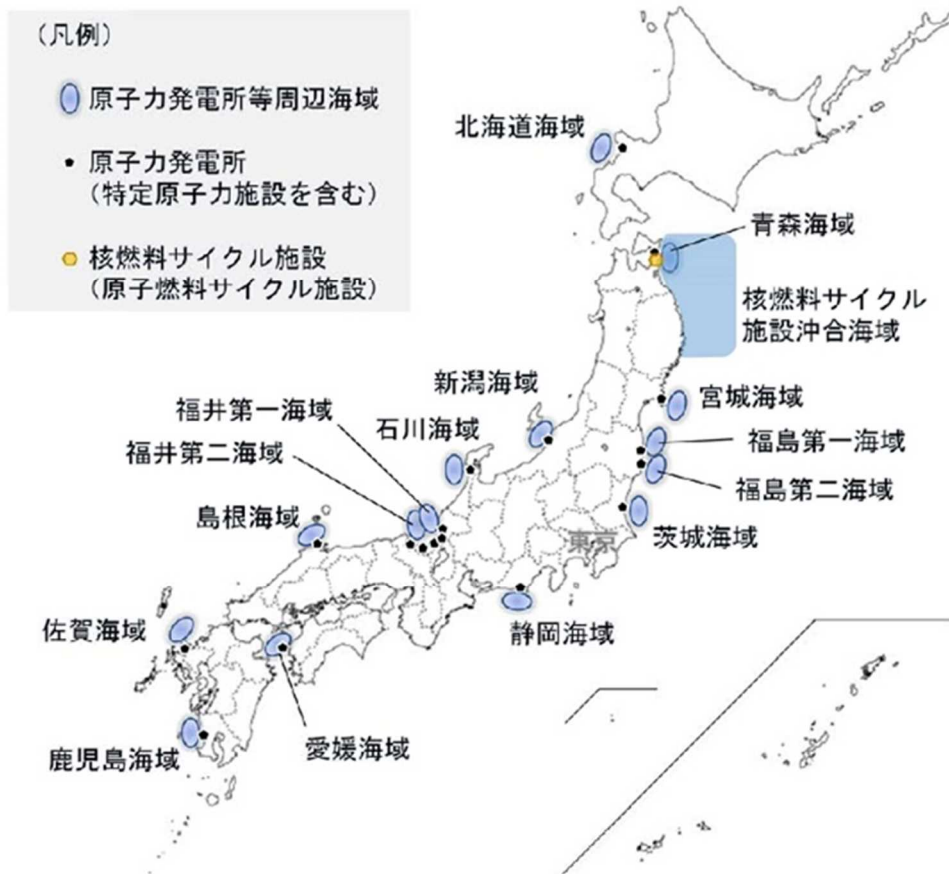 (凡例)
原子力発電所等周辺海域
原子力発電所
(特定原子力施設を含む)
核燃料サイクル施設
(原子燃料サイクル施設)
北海道海域
青森海域
核燃料サイクル
施設沖合海域
新潟海域
宮城海域
福井第一海域
石川海域
福島第一海域
福井第二海域
福島第二海域
島根海域
茨城海域
東京
佐賀海域
静岡海域
鹿児島海域
愛媛海域